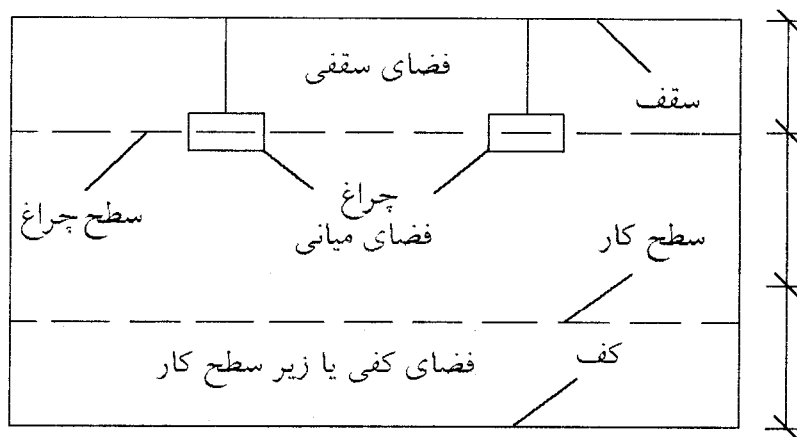 فضای سقفی
سقف
چراغ
سطح چراغ
فضای میانی
سطح کار
کف
فضای کفی یا زیر سطح کار